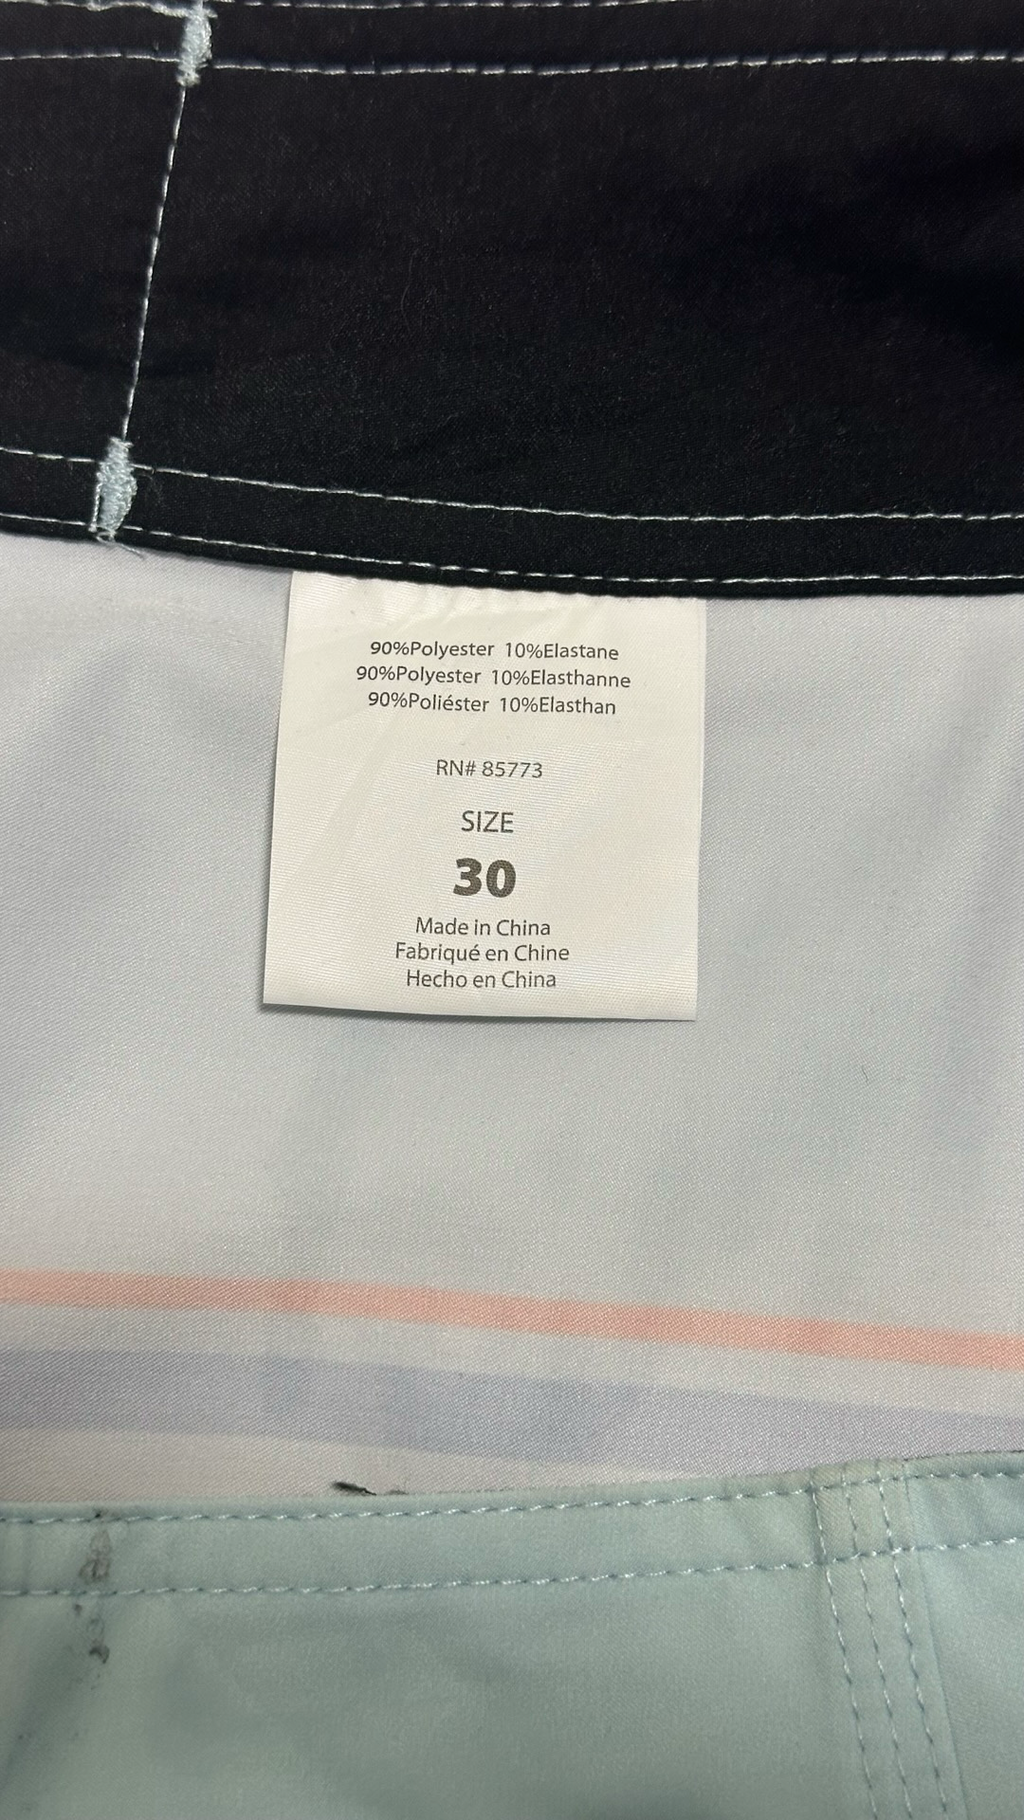 90%Polyester 10%Elastane
90%Polyester 10%Elasthanne
90%Poliéster 10%Elasthan
RN# 85773
SIZE
30
Made in China
Fabriqué en Chine
Hecho en China